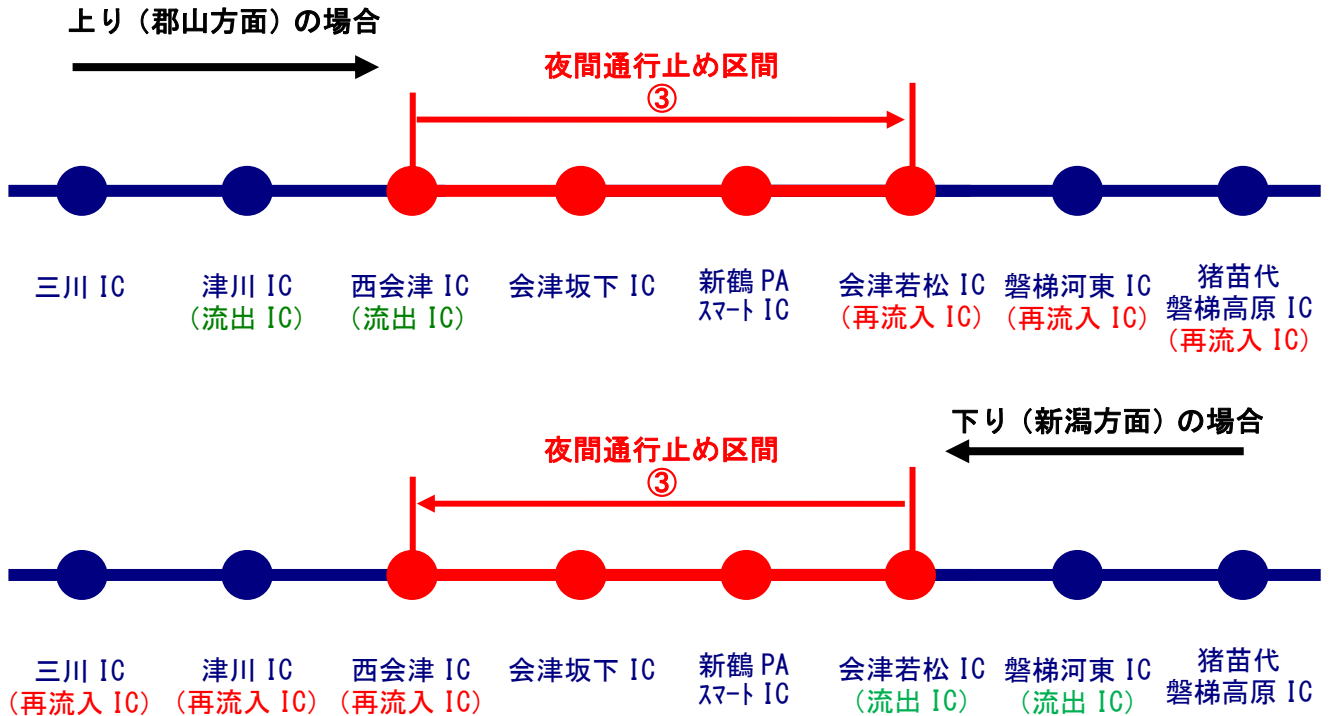 上り（郡山方面）の場合
夜間通行止め区間
③
三川 IC
津川 IC
（流出 IC）
西会津 IC
（流出 IC）
会津坂下 IC
新鶴 PA
スマート IC
会津若松 IC
（再流入 IC）
磐梯河東 IC
（再流入 IC）
猪苗代
磐梯高原 IC
（再流入 IC）
下り（新潟方面）の場合
夜間通行止め区間
③
三川 IC
（再流入 IC）
津川 IC
（再流入 IC）
西会津 IC
（再流入 IC）
会津坂下 IC
新鶴 PA
スマート IC
会津若松 IC
（流出 IC）
磐梯河東 IC
（流出 IC）
猪苗代
磐梯高原 IC